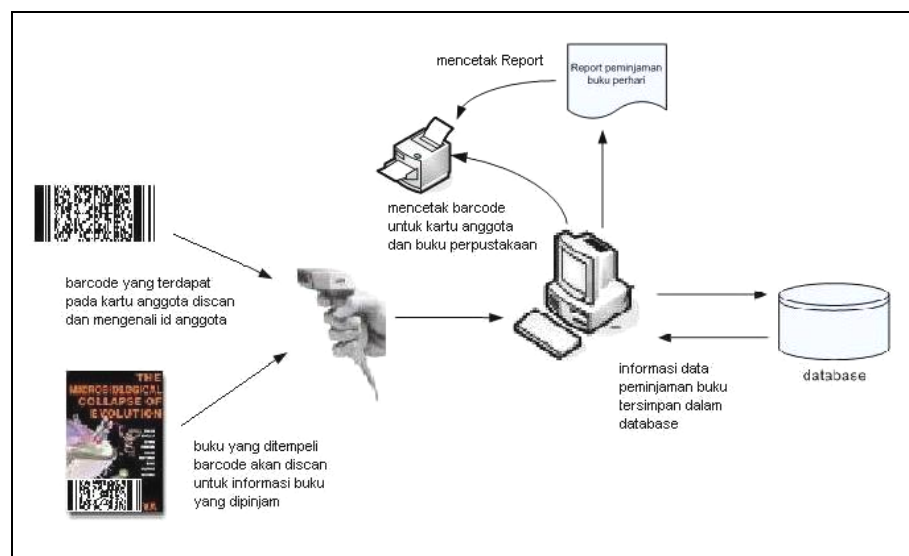 mencetak Report
Report peminjaman
buku perhari
mencetak barcode
untuk kartu anggota
dan buku perpustakaan
barcode yang terdapat
pada kartu anggota discan
dan mengenali id anggota
informasi data
peminjaman buku
tersimpan dalam
database
database
THE
MICROBIOLOGICAL
COLLAPSE OF
EVOLUTION
buku yang ditempeli
barcode akan discan
untuk informasi buku
yang dipinjam